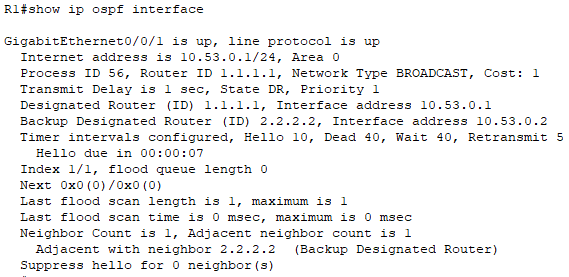 R1#show ip ospf interface
GigabitEthernet0/0/1 is up, line protocol is up
Internet address is 10.53.0.1/24, Area 0
Process ID 56, Router ID 1.1.1.1, Network Type BROADCAST, Cost: 1
Transmit Delay is 1 sec, State DR, Priority 1
Designated Router (ID) 1.1.1.1, Interface address 10.53.0.1
Backup Designated Router (ID) 2.2.2.2, Interface address 10.53.0.2
Timer intervals configured, Hello 10, Dead 40, Wait 40, Retransmit 5
Hello due in 00:00:07
Index 1/1, flood queue length 0
Next 0x0(0)/0x0(0)
Last flood scan length is 1, maximum is 1
Last flood scan time is 0 msec, maximum is 0 msec
Neighbor Count is 1, Adjacent neighbor count is 1
Adjacent with neighbor 2.2.2.2 (Backup Designated Router)
Suppress hello for 0 neighbor(s)